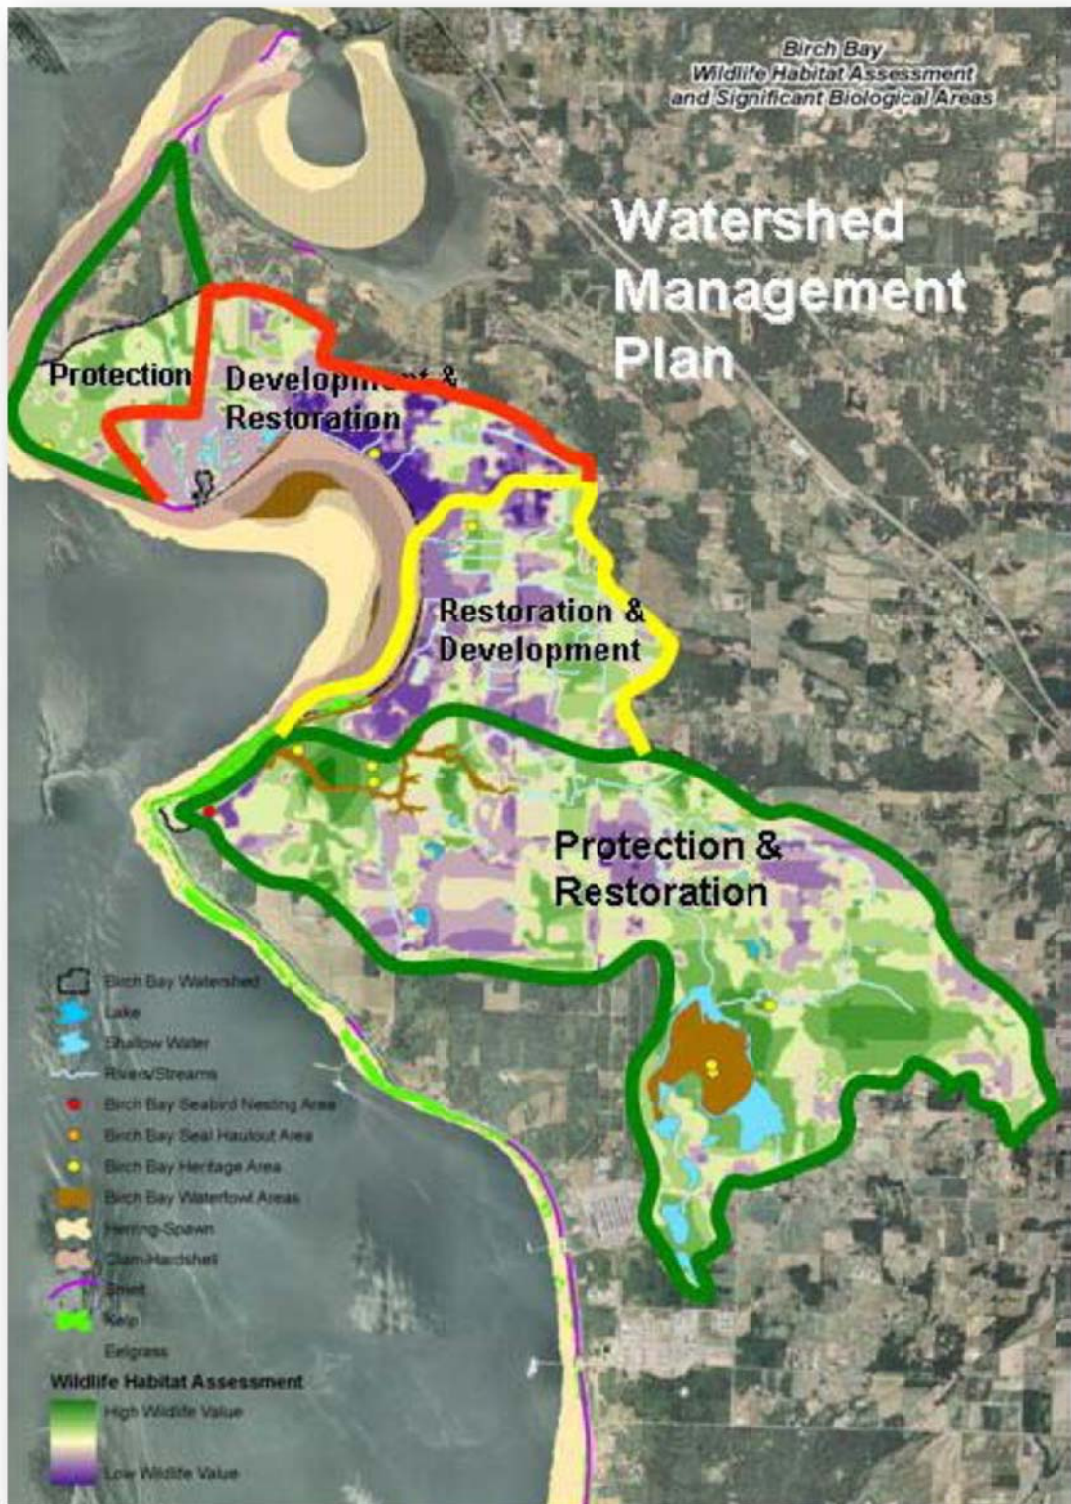 Birch Bay
Wildlife Habitat Assessment
and Significant Biological Areas
Watershed
Management
Plan
Protection
Development &
Restoration
Restoration &
Development
Protection &
Restoration
Birch Bay Watershed
Lake
Shallow Water
Rivers/Streams
Birch Bay Seabird Nesting Area
Birch Bay Seal Haulout Area
Birch Bay Heritage Area
Birch Bay Waterfowl Areas
Herring-Spawn
Clam-Hardshell
Smelt
Kelp
Eelgrass
Wildlife Habitat Assessment
High Wildlife Value
Low Wildlife Value